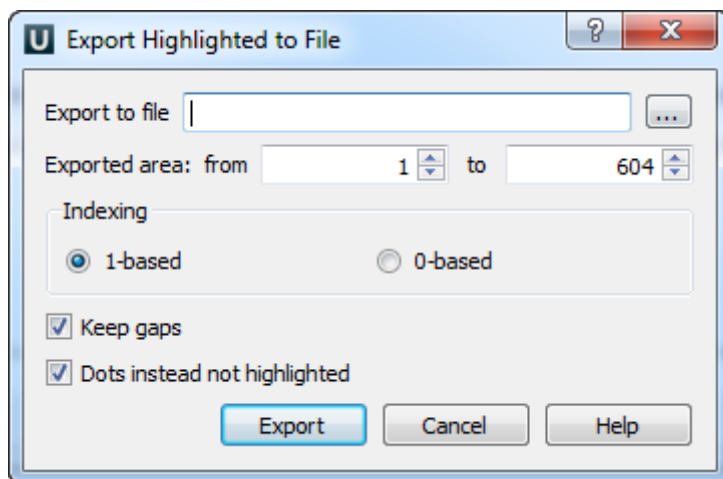 U Export Highlighted to File ? X
Export to file ...
Exported area: from 1 to 604
Indexing
1-based 0-based
Keep gaps
Dots instead not highlighted
Export Cancel Help